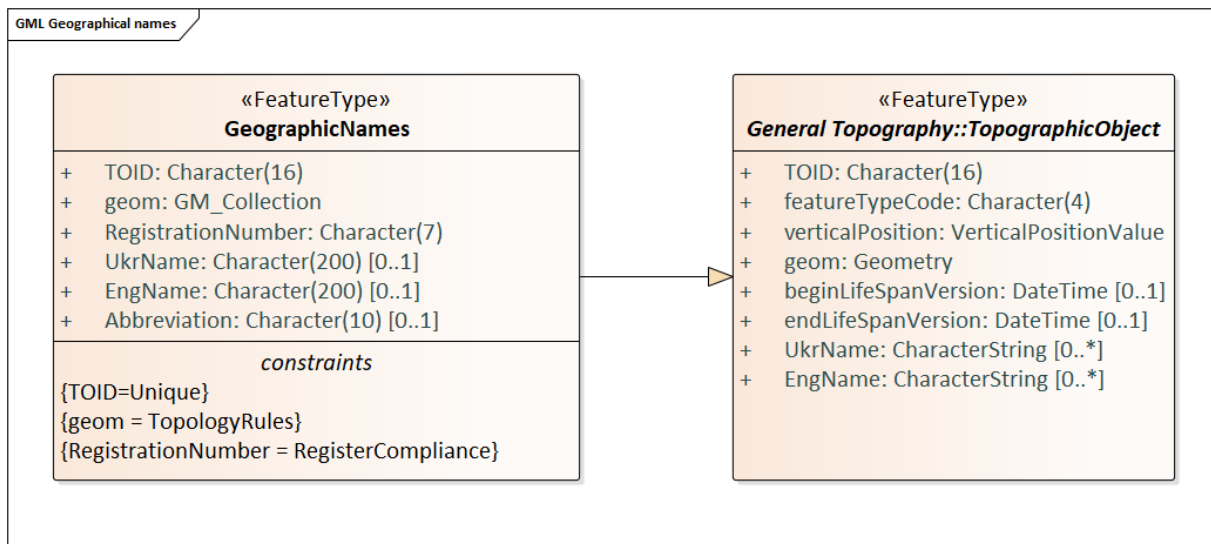 GML Geographical names
«FeatureType»
GeographicNames
+ TOID: Character(16)
+ geom: GM_Collection
+ RegistrationNumber: Character(7)
+ UkrName: Character(200) [0..1]
+ EngName: Character(200) [0..1]
+ Abbreviation: Character(10) [0..1]
constraints
{TOID=Unique}
{geom = TopologyRules}
{RegistrationNumber = RegisterCompliance}
«FeatureType»
General Topography::TopographicObject
+ TOID: Character(16)
+ featureTypeCode: Character(4)
+ verticalPosition: VerticalPositionValue
+ geom: Geometry
+ beginLifeSpanVersion: DateTime [0..1]
+ endLifeSpanVersion: DateTime [0..1]
+ UkrName: CharacterString [0..*]
+ EngName: CharacterString [0..*]